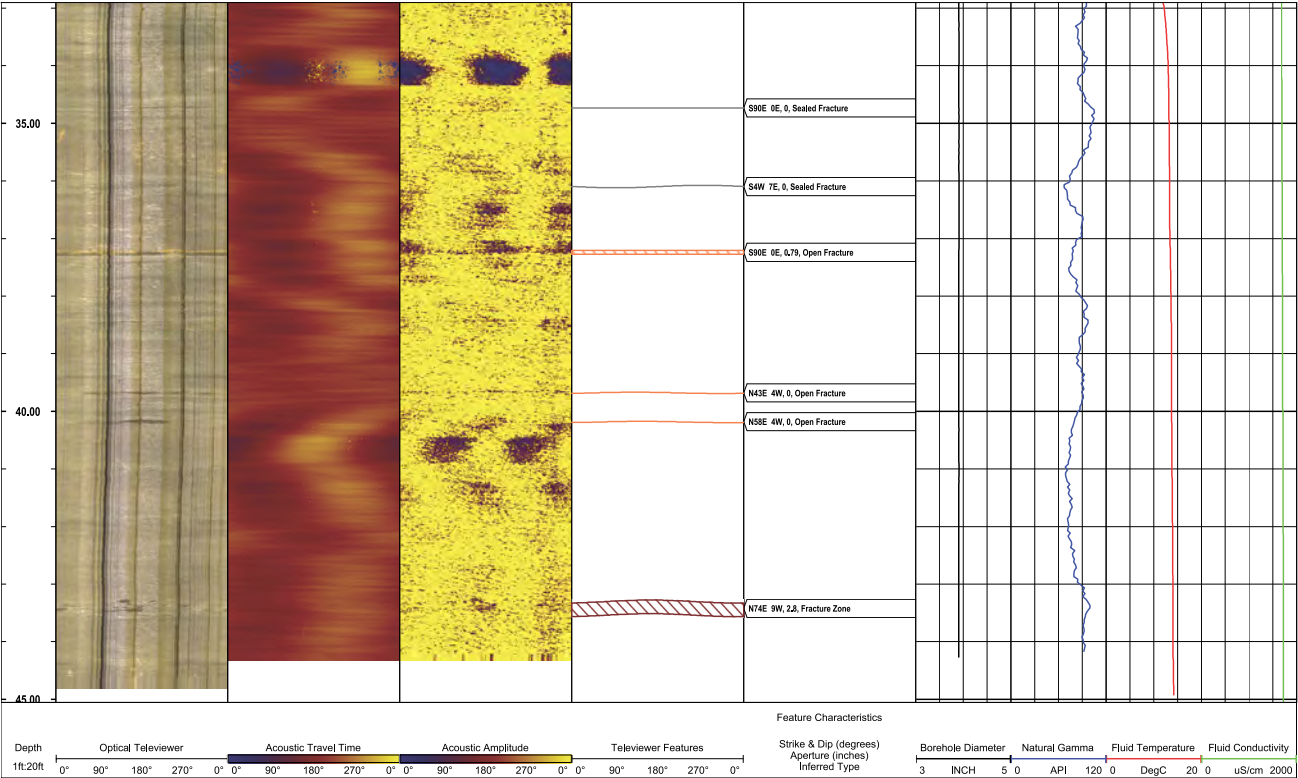 35.00
40.00
45.00
S90E 0E, 0, Sealed Fracture
S4W 7E, 0, Sealed Fracture
S90E 0E, 0.79, Open Fracture
N43E 4W, 0, Open Fracture
N58E 4W, 0, Open Fracture
N74E 9W, 2.8, Fracture Zone
Feature Characteristics
Depth
1ft:20ft
Optical Televiewer
0° 90° 180° 270° 0°
Acoustic Travel Time
0° 90° 180° 270° 0°
Acoustic Amplitude
0° 90° 180° 270° 0°
Televiewer Features
0° 90° 180° 270° 0°
Strike & Dip (degrees)
Aperture (inches)
Inferred Type
Borehole Diameter
3 INCH 5
Natural Gamma
0 API 120
Fluid Temperature
0 DegC 20
Fluid Conductivity
0 uS/cm 2000